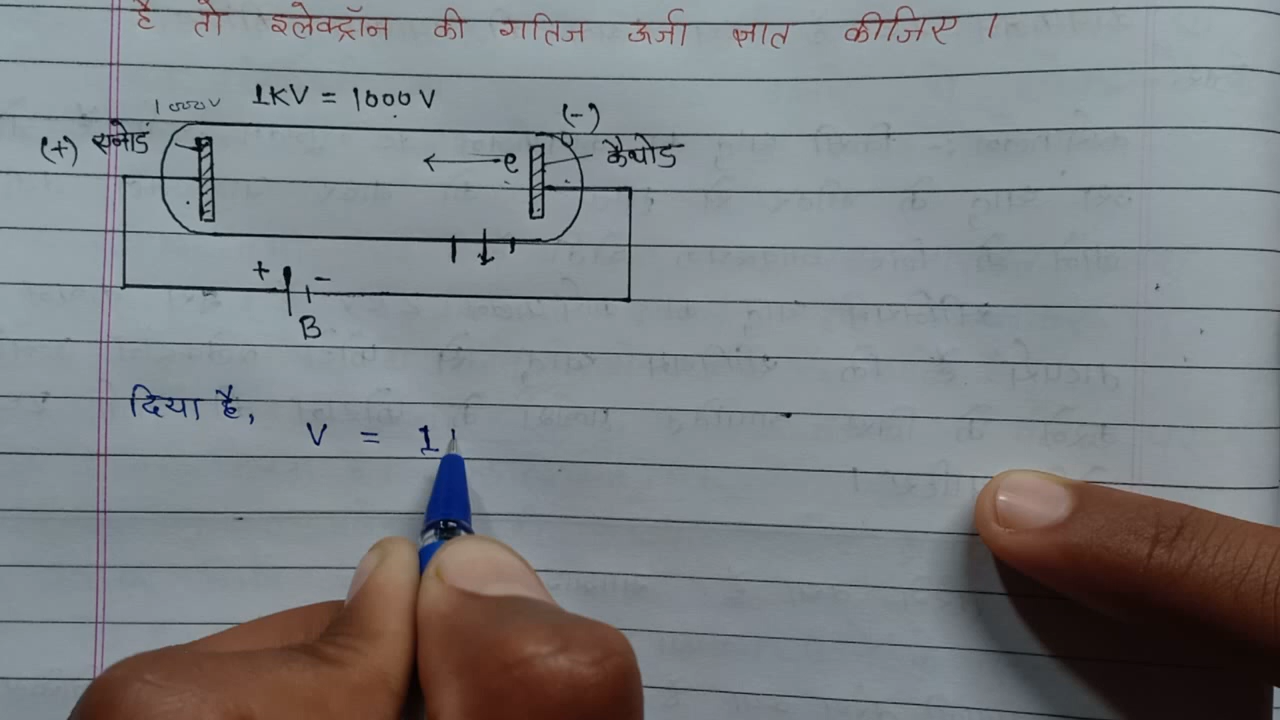 है तो इलेक्ट्रॉन की गतिज ऊर्जा ज्ञात कीजिए ।
1000V 1KV = 1000 V
(-)
(+) एनोड
e कैथोड
+ -
B
दिया है,
V = 1